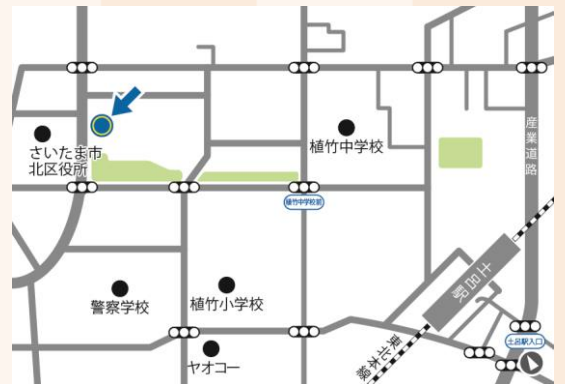 さいたま市
北区役所
植竹中学校
産業道路
植竹中学校前
土呂駅
警察学校
植竹小学校
東北本線
土呂駅入口
ヤオコー